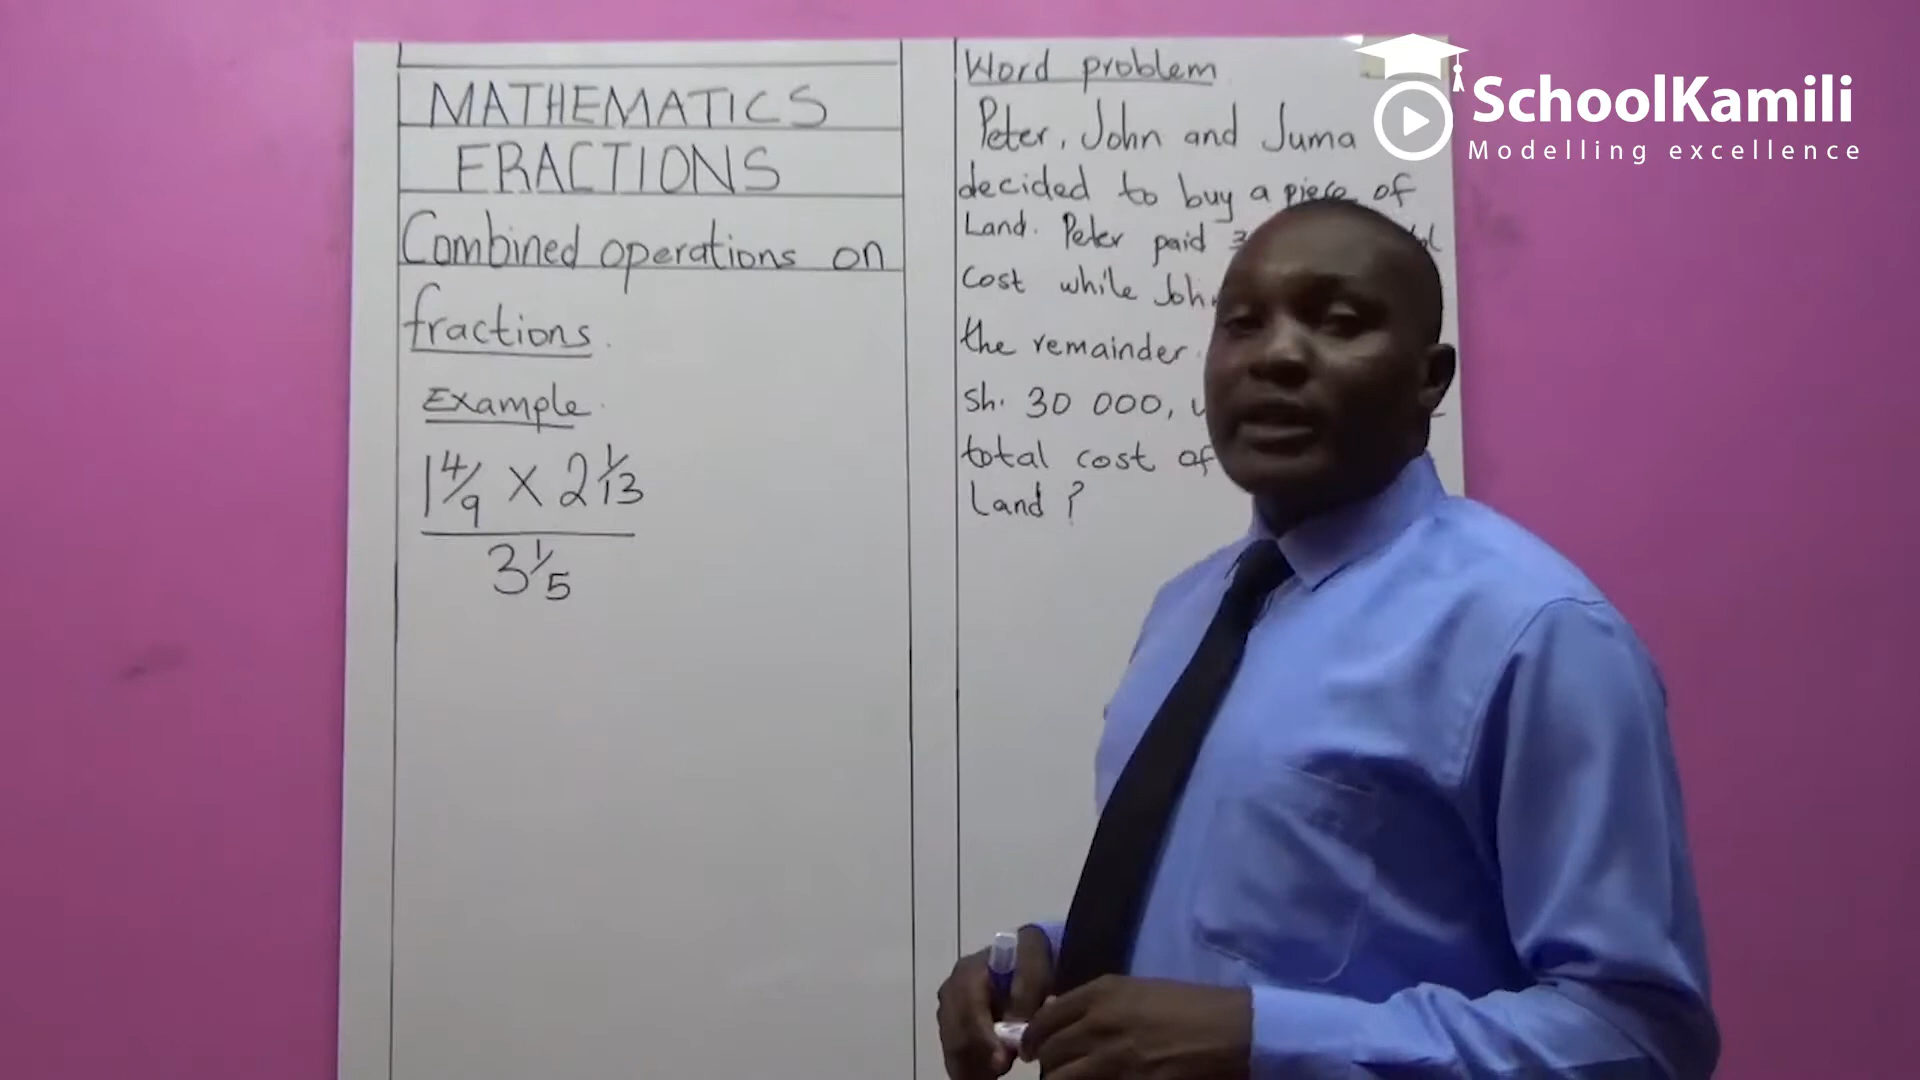 MATHEMATICS
FRACTIONS
Combined operations on
fractions.
Example.
1 4/9 X 2 1/13
3 1/5
Word problem
Peter, John and Juma
decided to buy a piece of
Land. Peter paid
Cost while John
the remainder.
Sh. 30 000,
total cost of
Land?
SchoolKamili
Modelling excellence